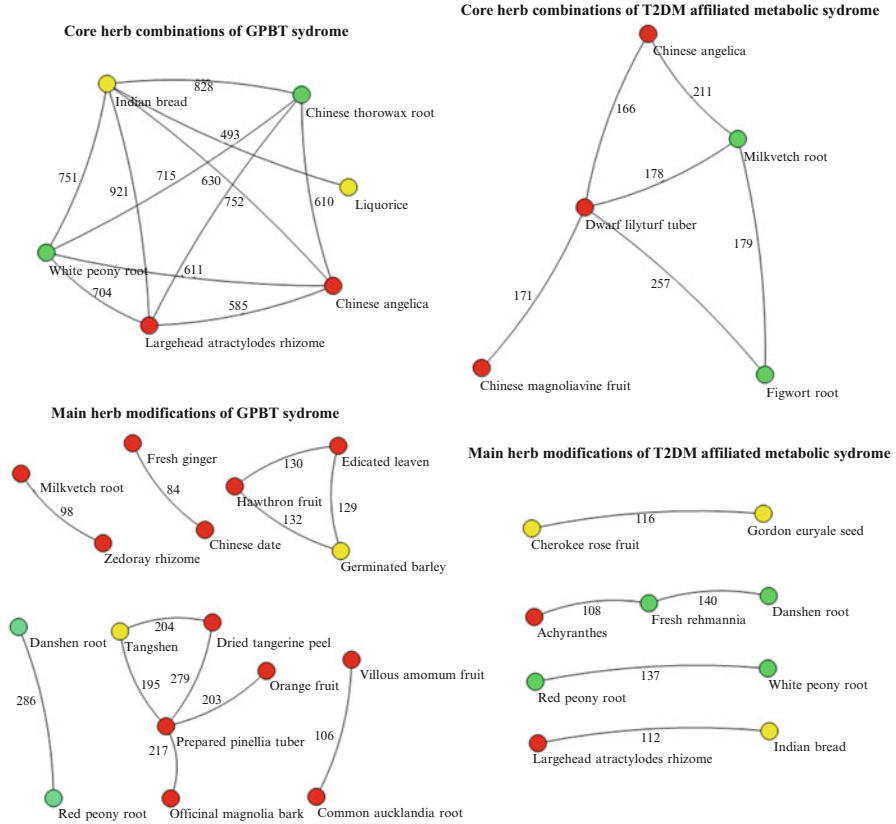 Core herb combinations of GPBT sydrome
Indian bread
828
Chinese thorowax root
493
751
921
715
630
752
610
Liquorice
White peony root
611
704
585
Chinese angelica
Largehead atractylodes rhizome
Core herb combinations of T2DM affiliated metabolic sydrome
Chinese angelica
211
166
Milkvetch root
178
Dwarf lilyturf tuber
179
257
171
Chinese magnoliavine fruit
Figwort root
Main herb modifications of GPBT sydrome
Milkvetch root
98
Zedoray rhizome
Fresh ginger
84
Chinese date
Edicated leaven
130
Hawthron fruit
129
132
Germinated barley
Danshen root
286
Red peony root
204
Tangshen
Dried tangerine peel
195
279
203
Orange fruit
Prepared pinellia tuber
217
Officinal magnolia bark
Villous amomum fruit
106
Common aucklandia root
Main herb modifications of T2DM affiliated metabolic sydrome
116
Cherokee rose fruit
Gordon euryale seed
108
140
Achyranthes
Fresh rehmannia
Danshen root
137
Red peony root
White peony root
112
Largehead atractylodes rhizome
Indian bread